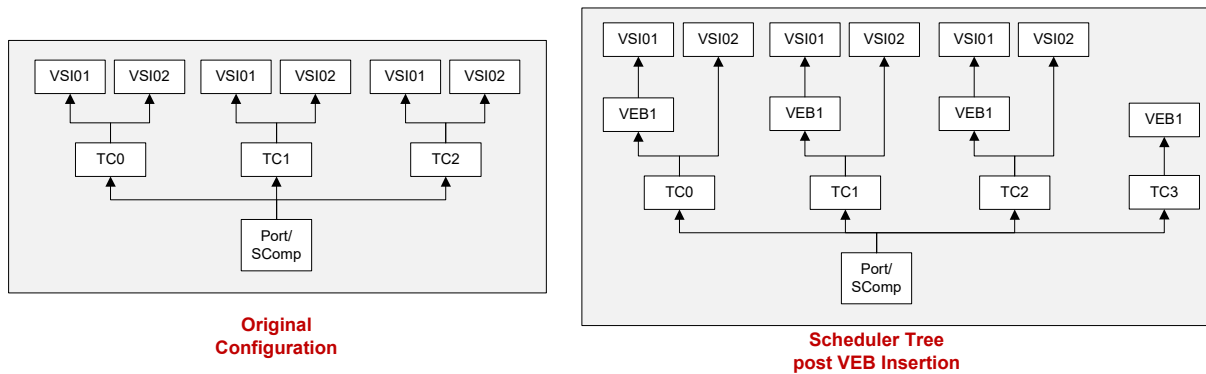 VSI01
VSI02
VSI01
VSI02
VSI01
VSI02
TC0
TC1
TC2
Port/
SComp
Original
Configuration
VSI01
VSI02
VSI01
VSI02
VSI01
VSI02
VEB1
VEB1
VEB1
VEB1
TC0
TC1
TC2
TC3
Port/
SComp
Scheduler Tree
post VEB Insertion